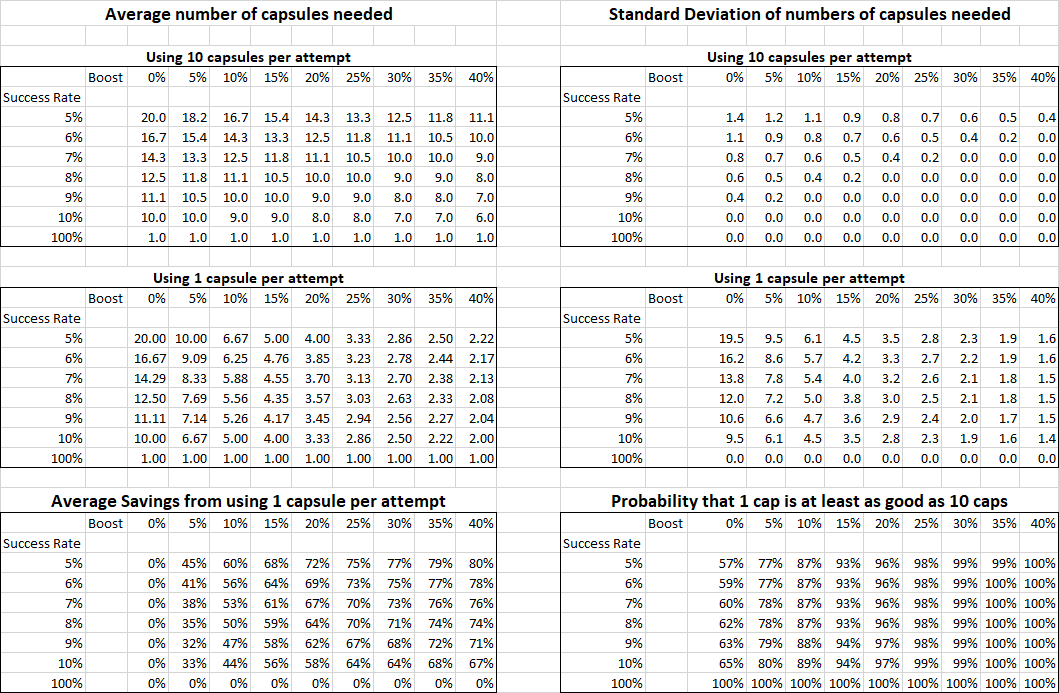 Average number of capsules needed
Using 10 capsules per attempt
Boost 0% 5% 10% 15% 20% 25% 30% 35% 40%
Success Rate
5% 20.0 18.2 16.7 15.4 14.3 13.3 12.5 11.8 11.1
6% 16.7 15.4 14.3 13.3 12.5 11.8 11.1 10.5 10.0
7% 14.3 13.3 12.5 11.8 11.1 10.5 10.0 10.0 9.0
8% 12.5 11.8 11.1 10.5 10.0 10.0 9.0 9.0 8.0
9% 11.1 10.5 10.0 10.0 9.0 9.0 8.0 8.0 7.0
10% 10.0 10.0 9.0 9.0 8.0 8.0 7.0 7.0 6.0
100% 1.0 1.0 1.0 1.0 1.0 1.0 1.0 1.0 1.0
Using 1 capsule per attempt
Boost 0% 5% 10% 15% 20% 25% 30% 35% 40%
Success Rate
5% 20.00 10.00 6.67 5.00 4.00 3.33 2.86 2.50 2.22
6% 16.67 9.09 6.25 4.76 3.85 3.23 2.78 2.44 2.17
7% 14.29 8.33 5.88 4.55 3.70 3.13 2.70 2.38 2.13
8% 12.50 7.69 5.56 4.35 3.57 3.03 2.63 2.33 2.08
9% 11.11 7.14 5.26 4.17 3.45 2.94 2.56 2.27 2.04
10% 10.00 6.67 5.00 4.00 3.33 2.86 2.50 2.22 2.00
100% 1.00 1.00 1.00 1.00 1.00 1.00 1.00 1.00 1.00
Average Savings from using 1 capsule per attempt
Boost 0% 5% 10% 15% 20% 25% 30% 35% 40%
Success Rate
5% 0% 45% 60% 68% 72% 75% 77% 79% 80%
6% 0% 41% 56% 64% 69% 73% 75% 77% 78%
7% 0% 38% 53% 61% 67% 70% 73% 76% 76%
8% 0% 35% 50% 59% 64% 70% 71% 74% 74%
9% 0% 32% 47% 58% 62% 67% 68% 72% 71%
10% 0% 33% 44% 56% 58% 64% 64% 68% 67%
100% 0% 0% 0% 0% 0% 0% 0% 0% 0%
Standard Deviation of numbers of capsules needed
Using 10 capsules per attempt
Boost 0% 5% 10% 15% 20% 25% 30% 35% 40%
Success Rate
5% 1.4 1.2 1.1 0.9 0.8 0.7 0.6 0.5 0.4
6% 1.1 0.9 0.8 0.7 0.6 0.5 0.4 0.2 0.0
7% 0.8 0.7 0.6 0.5 0.4 0.2 0.0 0.0 0.0
8% 0.6 0.5 0.4 0.2 0.0 0.0 0.0 0.0 0.0
9% 0.4 0.2 0.0 0.0 0.0 0.0 0.0 0.0 0.0
10% 0.0 0.0 0.0 0.0 0.0 0.0 0.0 0.0 0.0
100% 0.0 0.0 0.0 0.0 0.0 0.0 0.0 0.0 0.0
Using 1 capsule per attempt
Boost 0% 5% 10% 15% 20% 25% 30% 35% 40%
Success Rate
5% 19.5 9.5 6.1 4.5 3.5 2.8 2.3 1.9 1.6
6% 16.2 8.6 5.7 4.2 3.3 2.7 2.2 1.9 1.6
7% 13.8 7.8 5.4 4.0 3.2 2.6 2.1 1.8 1.5
8% 12.0 7.2 5.0 3.8 3.0 2.5 2.1 1.8 1.5
9% 10.6 6.6 4.7 3.6 2.9 2.4 2.0 1.7 1.5
10% 9.5 6.1 4.5 3.5 2.8 2.3 1.9 1.6 1.4
100% 0.0 0.0 0.0 0.0 0.0 0.0 0.0 0.0 0.0
Probability that 1 cap is at least as good as 10 caps
Boost 0% 5% 10% 15% 20% 25% 30% 35% 40%
Success Rate
5% 57% 77% 87% 93% 96% 98% 99% 99% 100%
6% 59% 77% 87% 93% 96% 98% 99% 100% 100%
7% 60% 78% 87% 93% 96% 98% 99% 100% 100%
8% 62% 78% 87% 93% 96% 98% 99% 100% 100%
9% 63% 79% 88% 94% 97% 98% 99% 100% 100%
10% 65% 80% 89% 94% 97% 99% 99% 100% 100%
100% 100% 100% 100% 100% 100% 100% 100% 100% 100%